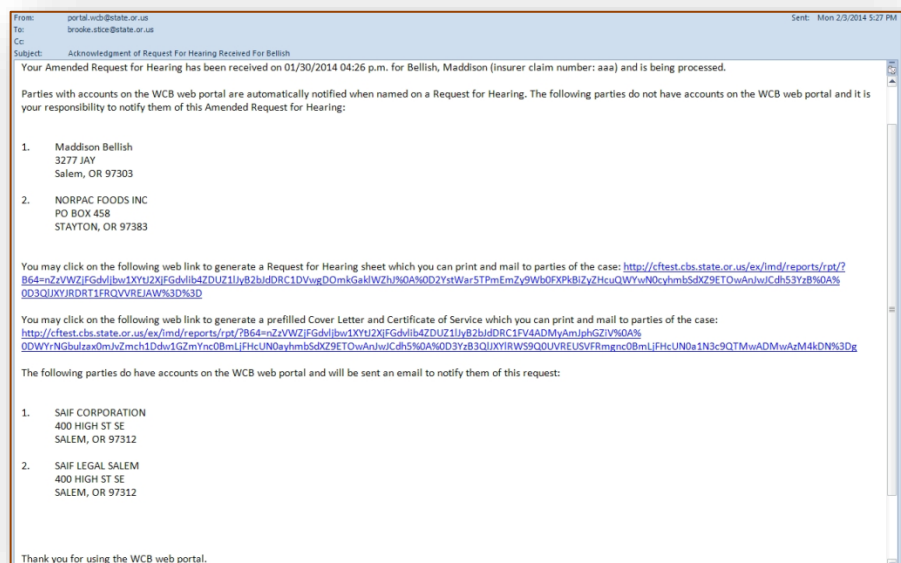 From: portal.wcb@state.or.us Sent: Mon 2/3/2014 5:27 PM
To: brooke.stice@state.or.us
Cc:
Subject: Acknowledgment of Request For Hearing Received For Bellish
Your Amended Request for Hearing has been received on 01/30/2014 04:26 p.m. for Bellish, Maddison (insurer claim number: aaa) and is being processed.
Parties with accounts on the WCB web portal are automatically notified when named on a Request for Hearing. The following parties do not have accounts on the WCB web portal and it is
your responsibility to notify them of this Amended Request for Hearing:
1. Maddison Bellish
3277 JAY
Salem, OR 97303
2. NORPAC FOODS INC
PO BOX 458
STAYTON, OR 97383
You may click on the following web link to generate a Request for Hearing sheet which you can print and mail to parties of the case: http://cftest.cbs.state.or.us/ex/imd/reports/rpt/?
You may click on the following web link to generate a prefilled Cover Letter and Certificate of Service which you can print and mail to parties of the case:
The following parties do have accounts on the WCB web portal and will be sent an email to notify them of this request:
1. SAIF CORPORATION
400 HIGH ST SE
SALEM, OR 97312
2. SAIF LEGAL SALEM
400 HIGH ST SE
SALEM, OR 97312
Thank you for using the WCB web portal.